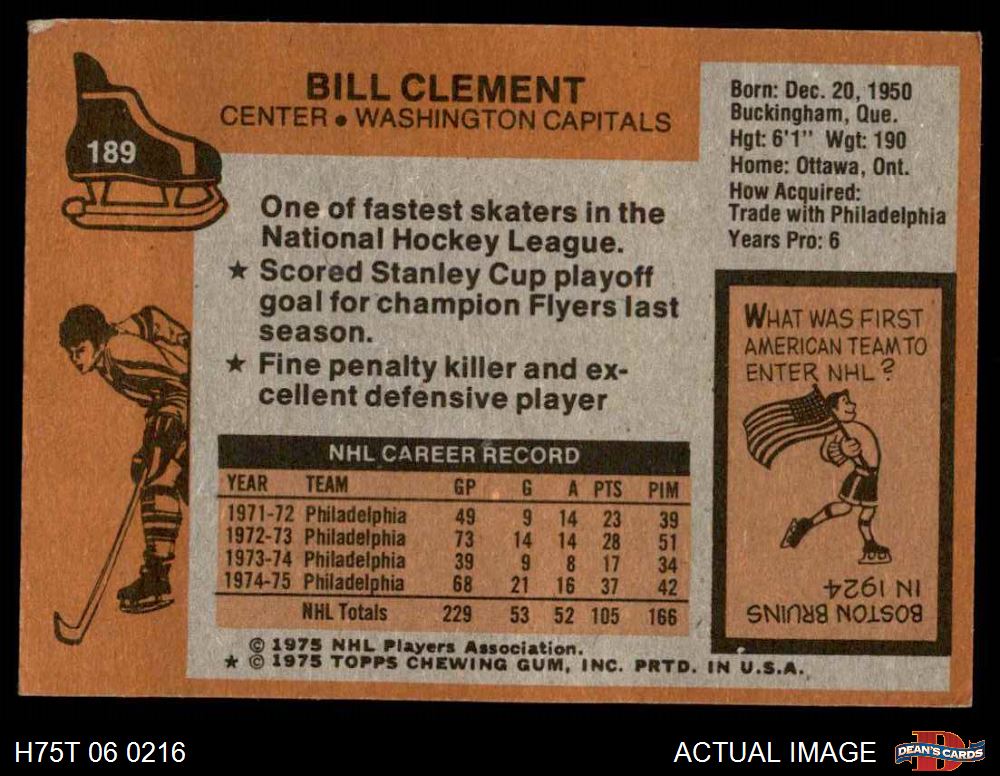 BILL CLEMENT
CENTER • WASHINGTON CAPITALS
189
One of fastest skaters in the
National Hockey League.
★ Scored Stanley Cup playoff
goal for champion Flyers last
season.
★ Fine penalty killer and ex-
cellent defensive player
Born: Dec. 20, 1950
Buckingham, Que.
Hgt: 6'1" Wgt: 190
Home: Ottawa, Ont.
How Acquired:
Trade with Philadelphia
Years Pro: 6
WHAT WAS FIRST
AMERICAN TEAM TO
ENTER NHL?
BOSTON BRUINS
IN 1924
NHL CAREER RECORD
YEAR TEAM GP G A PTS PIM
1971-72 Philadelphia 49 9 14 23 39
1972-73 Philadelphia 73 14 14 28 51
1973-74 Philadelphia 39 9 8 17 34
1974-75 Philadelphia 68 21 16 37 42
NHL Totals 229 53 52 105 166
© 1975 NHL Players Association.
★ © 1975 TOPPS CHEWING GUM, INC. PRTD. IN U.S.A.
H75T 06 0216
ACTUAL IMAGE
DEAN'S CARDS